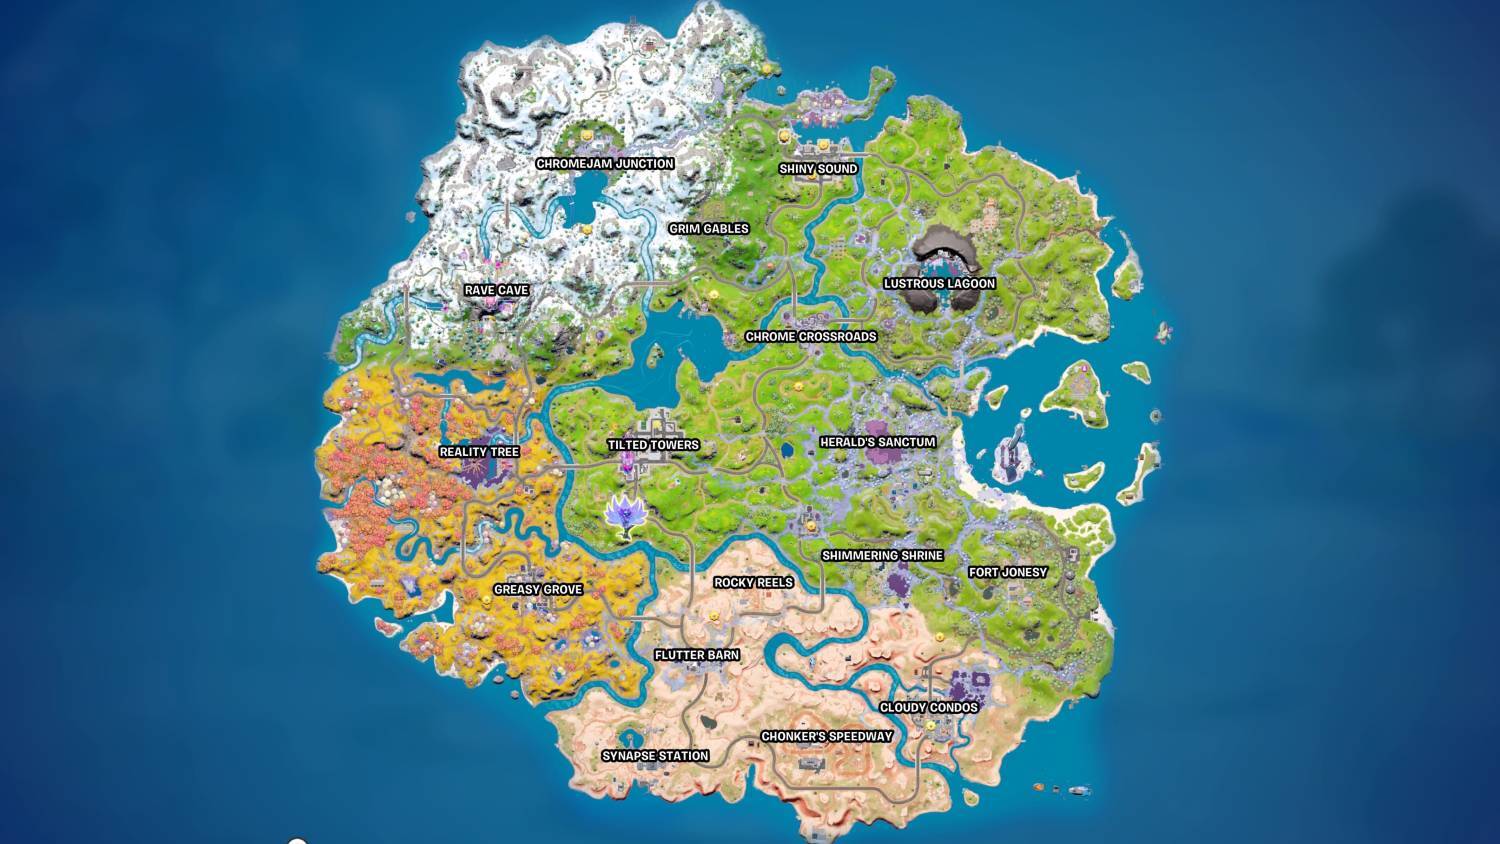 CHROMEJAM JUNCTION
SHINY SOUND
GRIM GABLES
LUSTROUS LAGOON
RAVE CAVE
CHROME CROSSROADS
TILTED TOWERS
HERALD'S SANCTUM
REALITY TREE
SHIMMERING SHRINE
FORT JONESY
ROCKY REELS
GREASY GROVE
FLUTTER BARN
CLOUDY CONDOS
CHONKER'S SPEEDWAY
SYNAPSE STATION